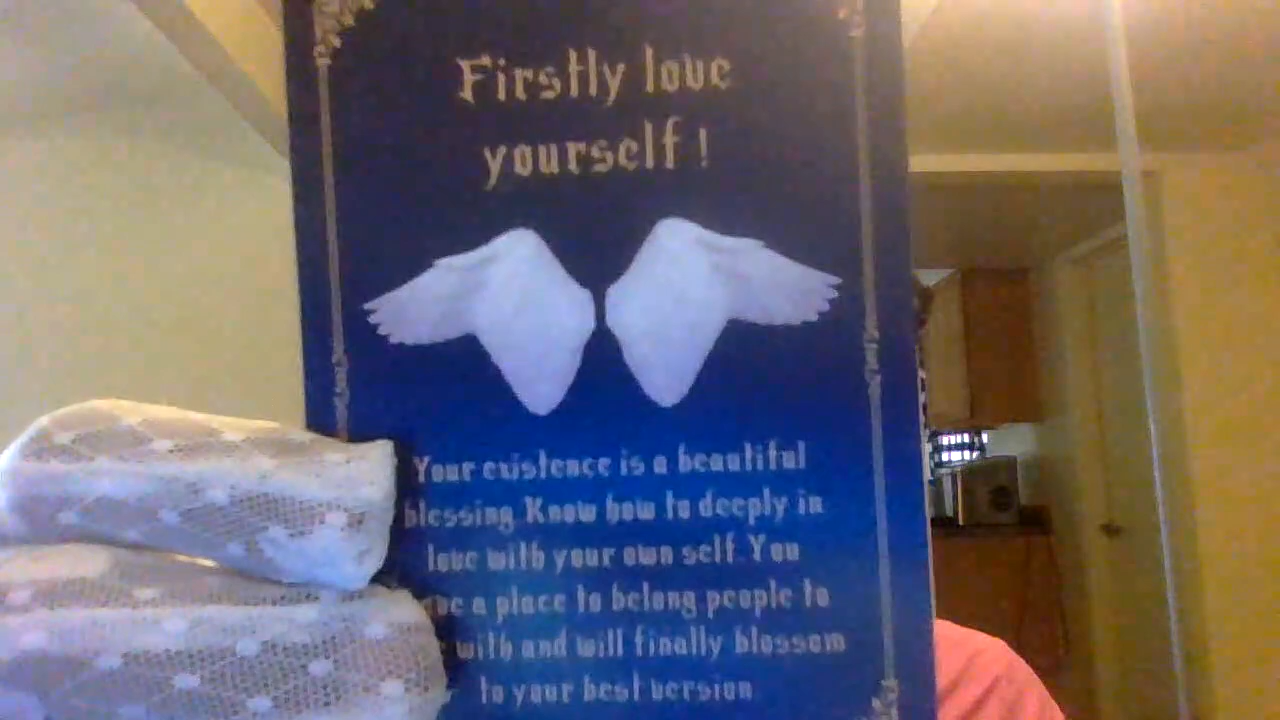 Firstly love
yourself !
Your existence is a beautiful
blessing. Know how to deeply in
love with your own self. You
a place to belong people to
with and will finally blossom
to your best version